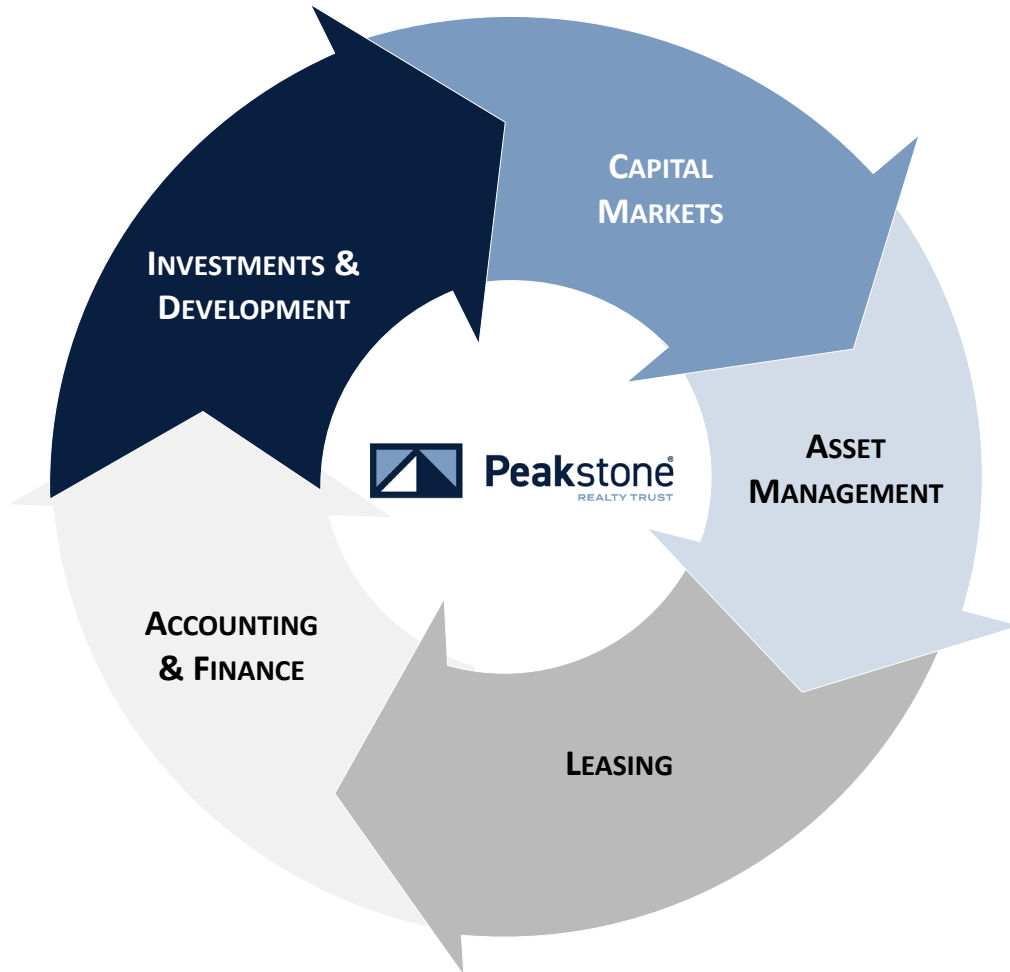 CAPITAL
MARKETS
INVESTMENTS &
DEVELOPMENT
ASSET
MANAGEMENT
Peakstone®
REALTY TRUST
ACCOUNTING
& FINANCE
LEASING